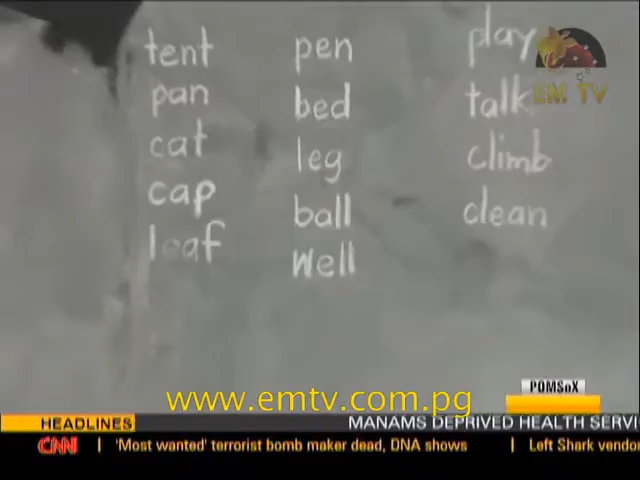 tent pen play
pan bed talk
cat leg climb
cap ball clean
leaf well
EM TV
www.emtv.com.pg
POMSoX
HEADLINES MANAMS DEPRIVED HEALTH SERVI
CNN 'Most wanted' terrorist bomb maker dead, DNA shows Left Shark vendo